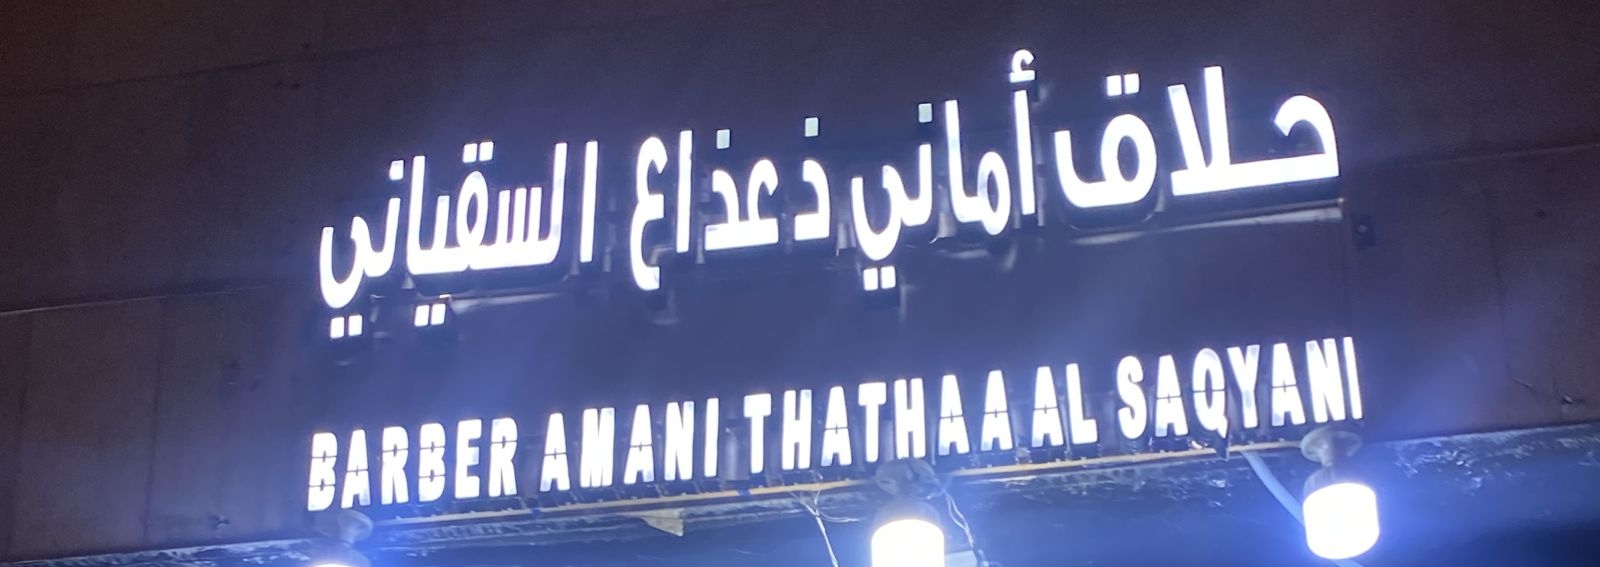 حلاق أماني ذعذاع السقياني
BARBER AMANI THATHAA AL SAQYANI